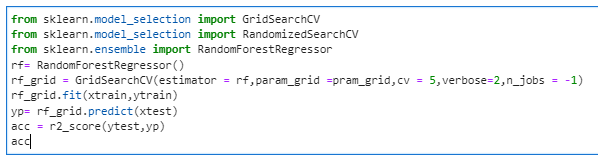 from sklearn.model_selection import GridSearchCV
from sklearn.model_selection import RandomizedSearchCV
from sklearn.ensemble import RandomForestRegressor
rf= RandomForestRegressor()
rf_grid = GridSearchCV(estimator = rf,param_grid =pram_grid,cv = 5,verbose=2,n_jobs = -1)
rf_grid.fit(xtrain,ytrain)
yp= rf_grid.predict(xtest)
acc = r2_score(ytest,yp)
acc